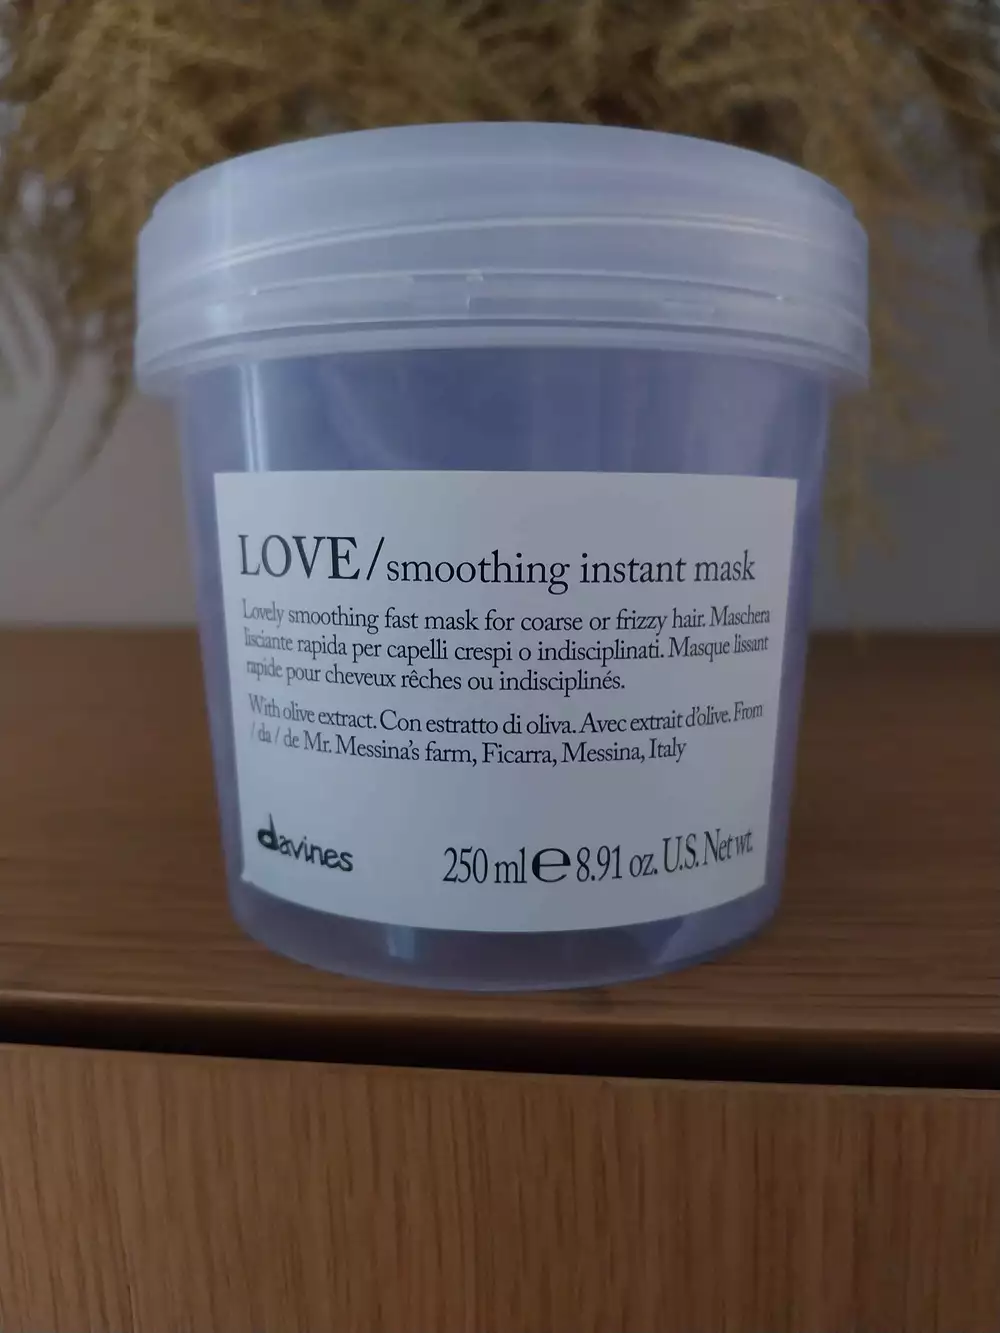 LOVE/smoothing instant mask
Lovely smoothing fast mask for coarse or frizzy hair. Maschera
lisciante rapida per capelli crespi o indisciplinati. Masque lissant
rapide pour cheveux rêches ou indisciplinés.
With olive extract. Con estratto di oliva. Avec extrait d'olive. From
/ da / de Mr. Messina's farm, Ficarra, Messina, Italy
davines
250 ml e 8.91 oz. U.S. Net wt.